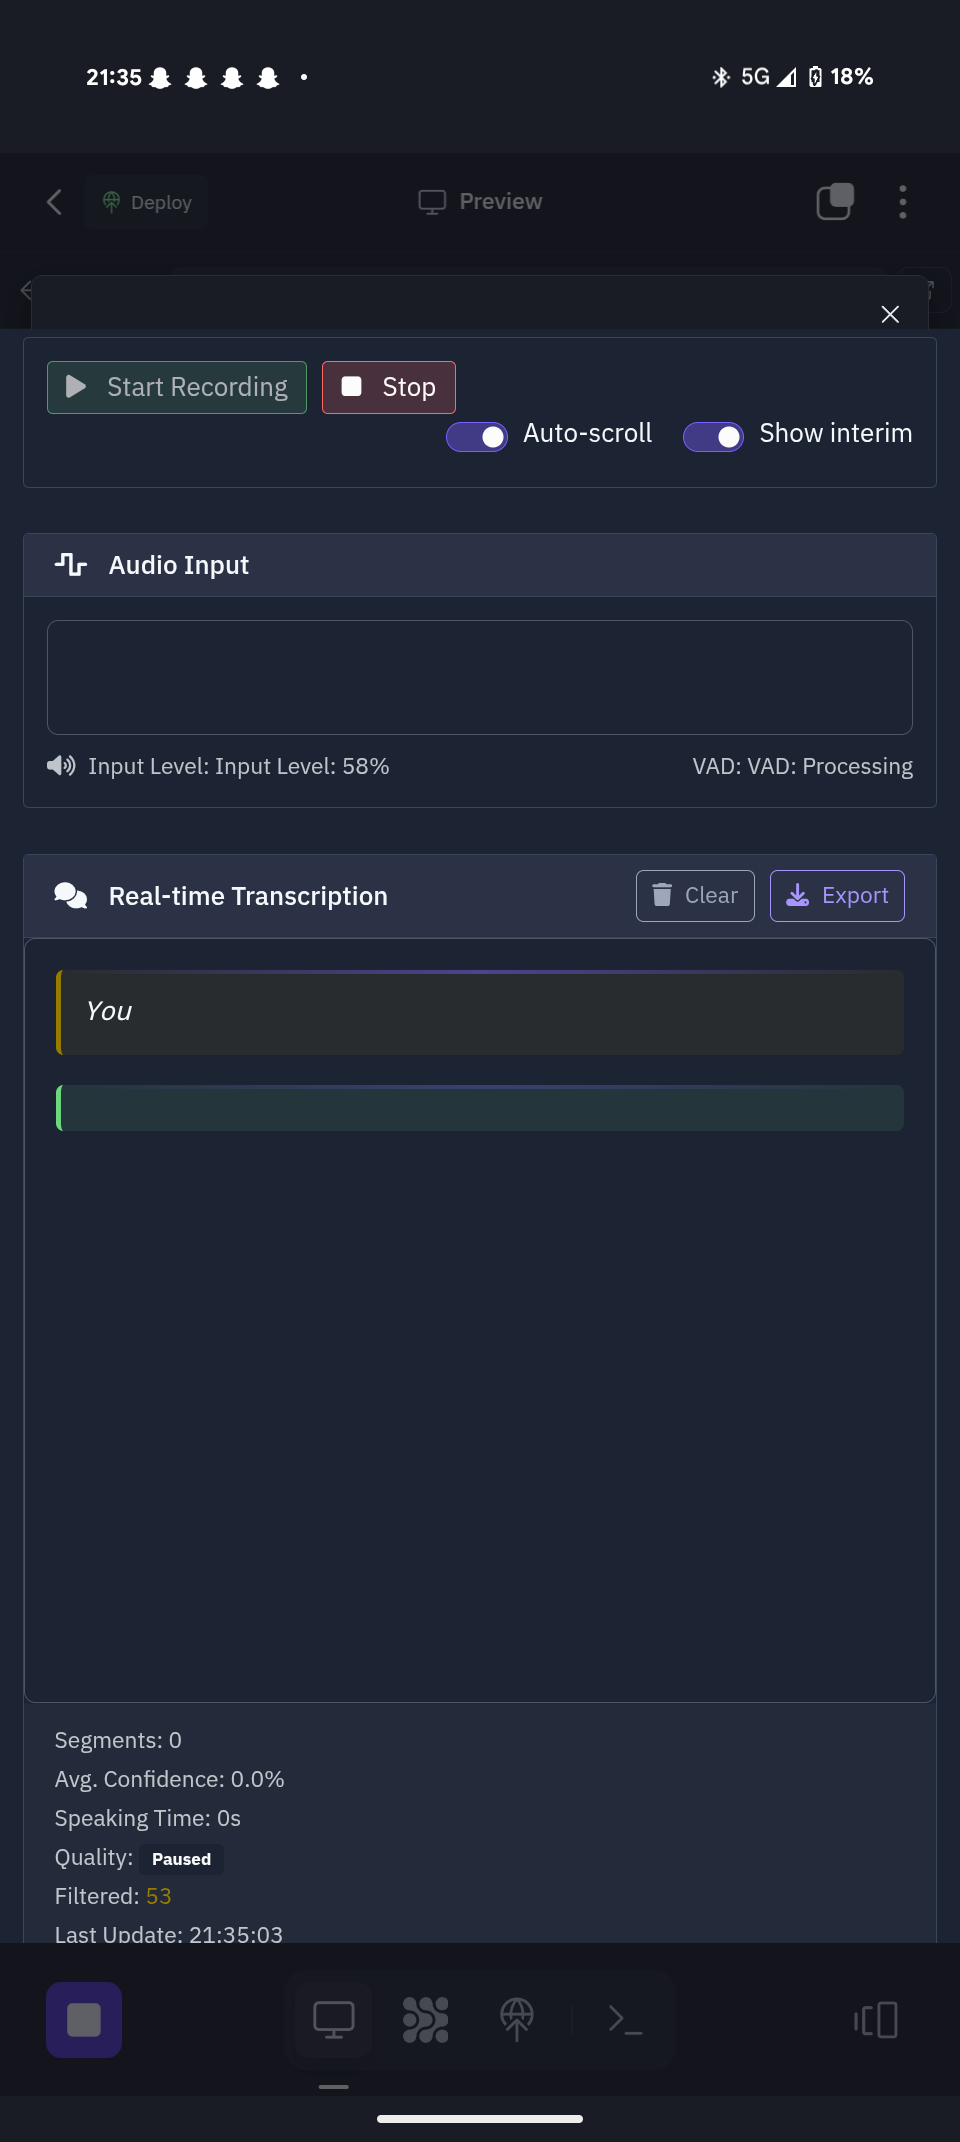 21:35
5G 18%
Deploy
Preview
Start Recording
Stop
Auto-scroll
Show interim
Audio Input
Input Level: Input Level: 58%
VAD: VAD: Processing
Real-time Transcription
Clear
Export
You
Segments: 0
Avg. Confidence: 0.0%
Speaking Time: 0s
Quality: Paused
Filtered: 53
Last Update: 21:35:03